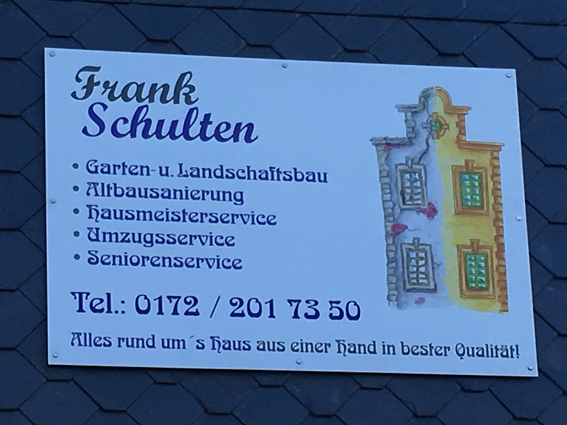 Frank
Schulten
• Garten- u. Landschaftsbau
• Altbausanierung
• Hausmeisterservice
• Umzugsservice
• Seniorenservice
Tel.: 0172 / 201 73 50
Alles rund um´s Haus aus einer Hand in bester Qualität!